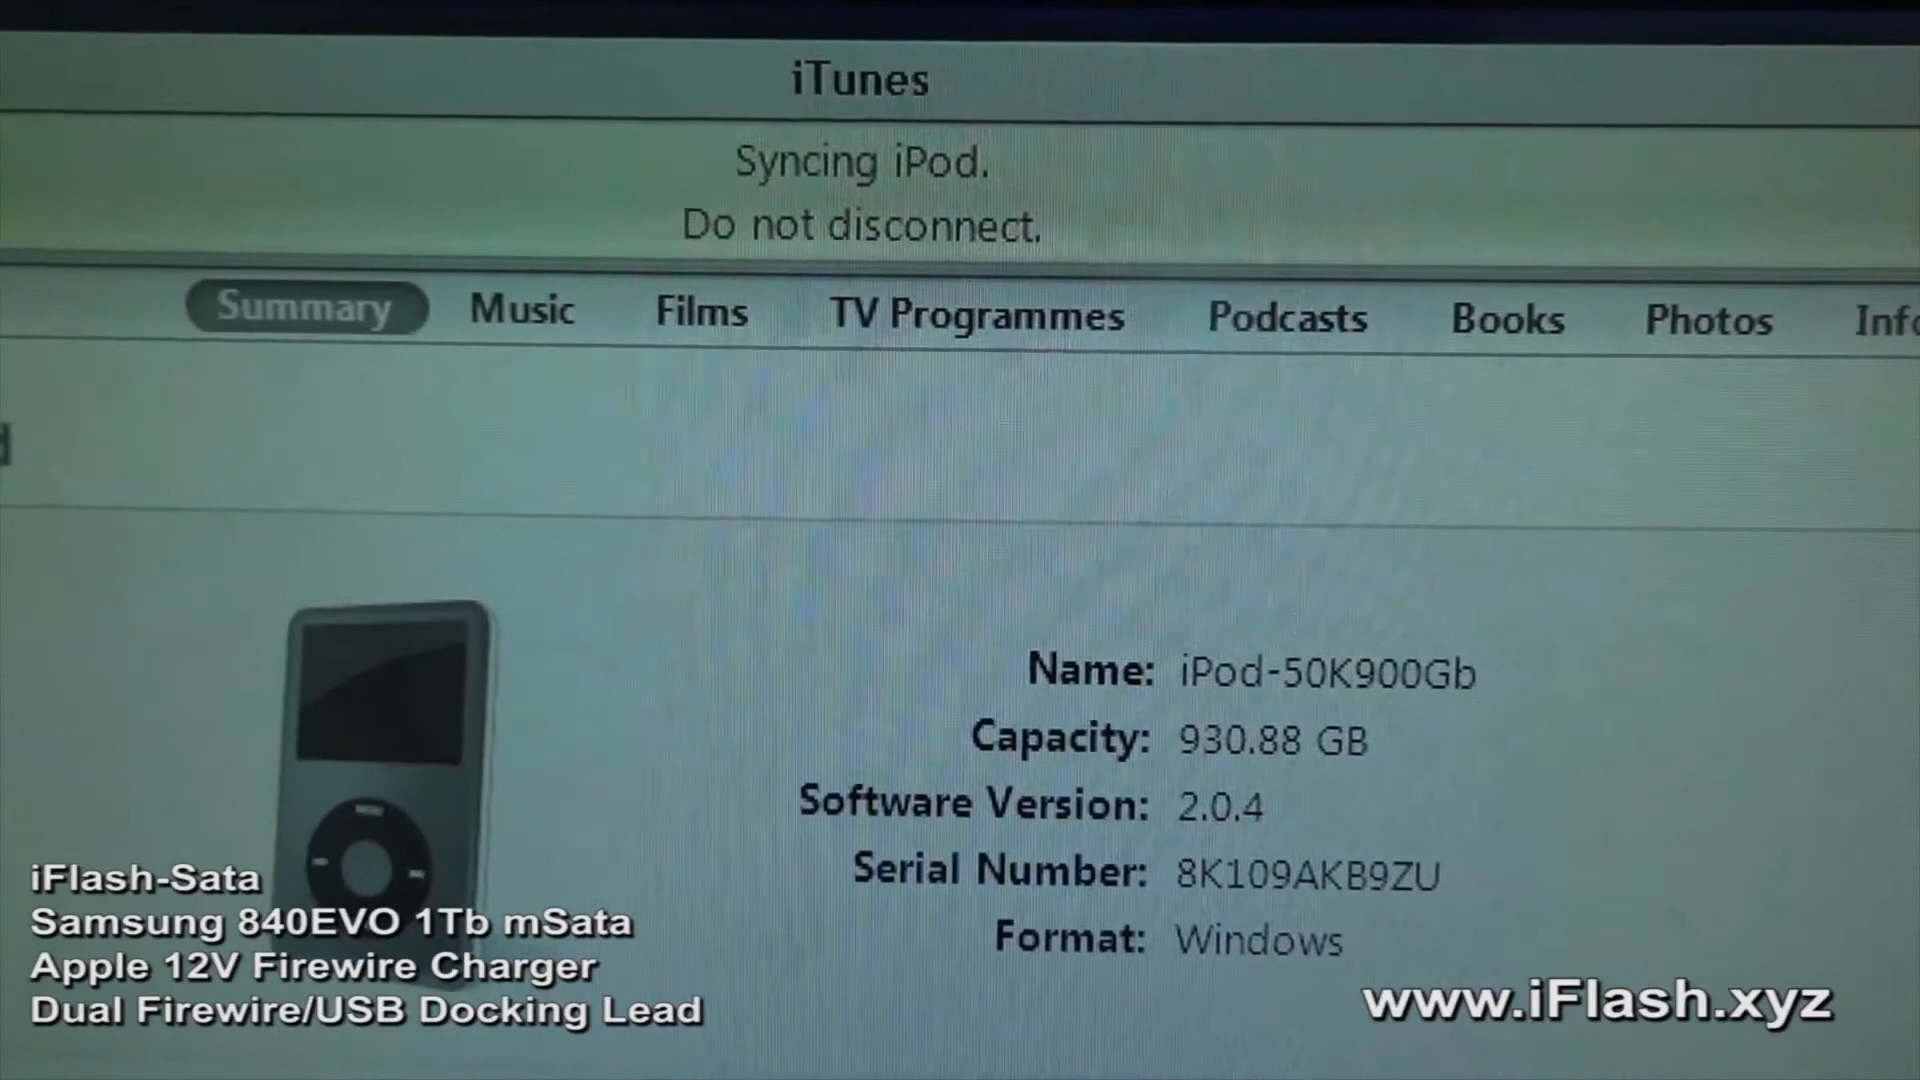 iTunes
Syncing iPod.
Do not disconnect.
Summary Music Films TV Programmes Podcasts Books Photos
Name: iPod-50K900Gb
Capacity: 930.88 GB
Software Version: 2.0.4
Serial Number: 8K109AKB9ZU
Format: Windows
iFlash-Sata
Samsung 840EVO 1Tb mSata
Apple 12V Firewire Charger
Dual Firewire/USB Docking Lead
www.iFlash.xyz